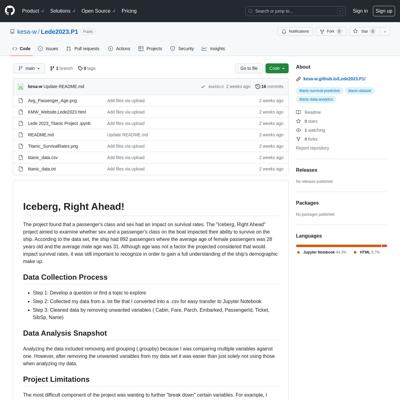 Product Solutions Open Source Pricing
Search or jump to...
Sign in Sign up
kesa-w / Lede2023.P1 Public
Notifications Fork 0 Star 0
Code Issues Pull requests Actions Projects Security Insights
main 1 branch 0 tags Go to file Code
kesa-w Update README.md 2 weeks ago 16 commits
Avg_Passenger_Age.png Add files via upload 2 weeks ago
KMW_Website.Lede2023.html Add files via upload 2 weeks ago
Lede 2023_Titanic Project .ipynb Add files via upload 2 weeks ago
README.md Update README.md 2 weeks ago
Titanic_SurvivalRates.png Add files via upload 2 weeks ago
titanic_data.csv Add files via upload 2 weeks ago
titanic_data.txt Add files via upload 2 weeks ago
Iceberg, Right Ahead!
The project found that a passenger's class and sex had an impact on survival rates. The "Iceberg, Right Ahead"
project aimed to examine whether sex and a passenger's class on the boat impacted their ability to survive on the
ship. According to the data set, the ship had 892 passengers where the average age of female passengers was 28
years old and the average male age was 31. Although age was not a factor the projected considered that would
impact survival rates, it was still important to recognize in order to gain a full understanding of the ship's demographic
make up.
Data Collection Process
Step 1: Develop a question or find a topic to explore
Step 2: Collected my data from a .txt file that I converted into a .csv for easy transfer to Jupyter Notebook
Step 3: Cleaned data by removing unwanted variables ( Cabin, Fare, Parch, Embarked, PassengerId, Ticket,
SibSp, Name)
Data Analysis Snapshot
Analyzing the data included removing and grouping (.groupby) because I was comparing multiple variables against
one. However, after removing the unwanted variables from my data set it was easier than just solely not using those
when analyzing my data.
Project Limitations
The most difficult component of the project was wanting to further "break down" certain variables. For example, I
About
kesa-w.github.io/Lede2023.P1/
titanic-survival-prediction titanic-dataset
titanic-data-analytics
Readme
0 stars
1 watching
0 forks
Report repository
Releases
No releases published
Packages
No packages published
Languages
Jupyter Notebook
HTML